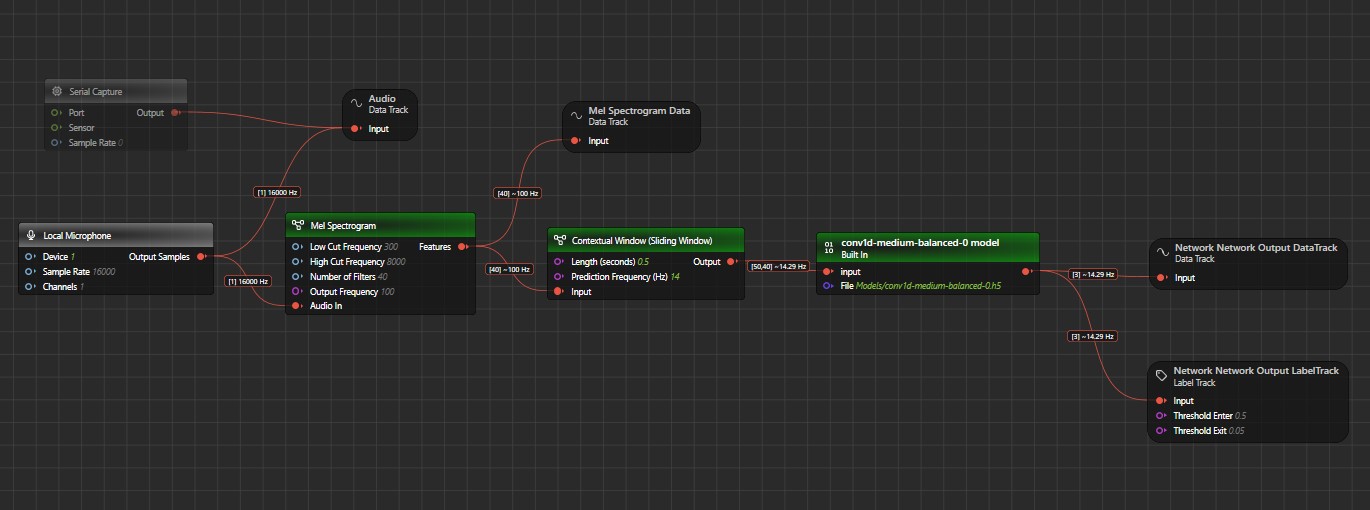 Serial Capture
Port Output
Sensor
Sample Rate 0
Audio
Data Track
Input
Mel Spectrogram Data
Data Track
Input
[1] 16000 Hz
[40] ~100 Hz
Local Microphone
Device 1 Output Samples
Sample Rate 16000
Channels 1
[1] 16000 Hz
Mel Spectrogram
Low Cut Frequency 300 Features
High Cut Frequency 8000
Number of Filters 40
Output Frequency 100
Audio In
[40] ~100 Hz
Contextual Window (Sliding Window)
Length (seconds) 0.5 Output
Prediction Frequency (Hz) 14
Input
[50,40] ~14.29 Hz
01
10
conv1d-medium-balanced-0 model
Built In
input
File Models/conv1d-medium-balanced-0.h5
[3] ~14.29 Hz
Network Network Output DataTrack
Data Track
Input
[3] ~14.29 Hz
Network Network Output LabelTrack
Label Track
Input
Threshold Enter 0.5
Threshold Exit 0.05